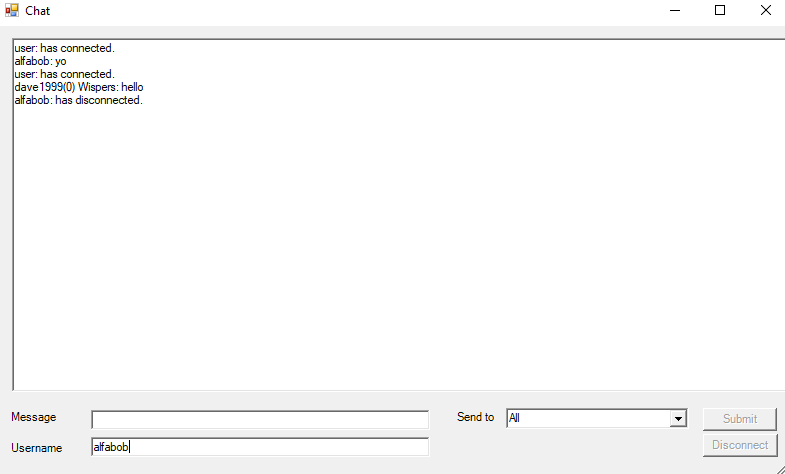 Chat
user: has connected.
alfabob: yo
user: has connected.
dave1999(0) Wispers: hello
alfabob: has disconnected.
Message
Send to
All
Submit
Username
alfabob
Disconnect